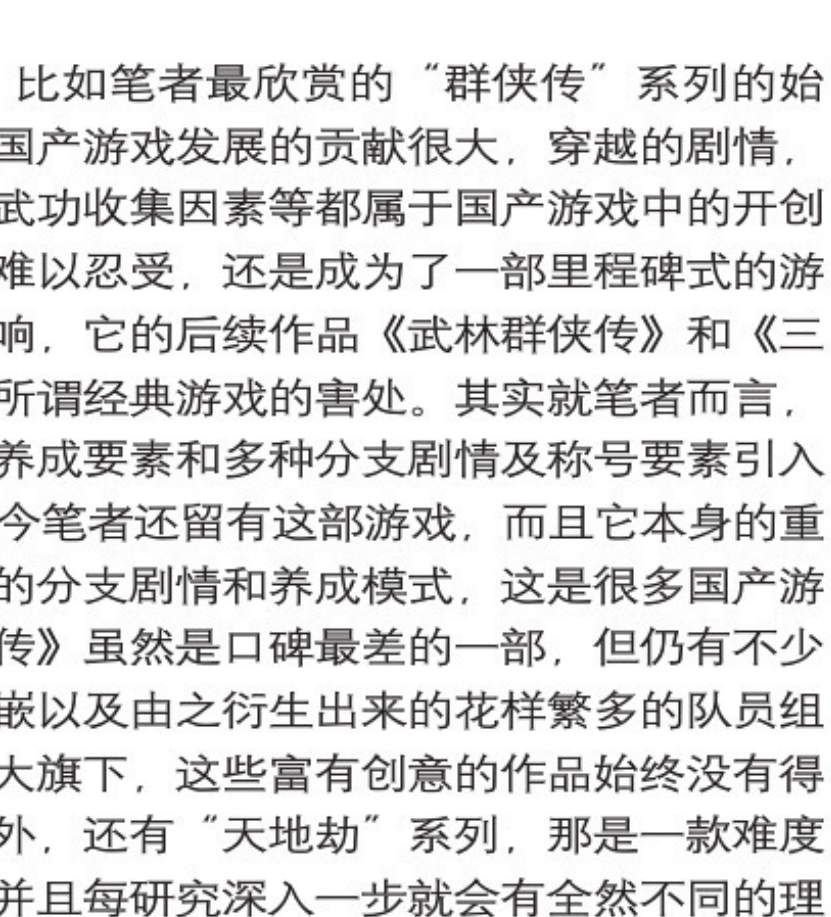 比如笔者最欣赏的“群侠传”系列的始
国产游戏发展的贡献很大，穿越的剧情，
武功收集因素等都属于国产游戏中的开创
难以忍受，还是成为了一部里程碑式的游
响，它的后续作品《武林群侠传》和《三
所谓经典游戏的害处。其实就笔者而言，
养成要素和多种分支剧情及称号要素引入
今笔者还留有这部游戏，而且它本身的重
的分支剧情和养成模式，这是很多国产游
传》虽然是口碑最差的一部，但仍有不少
嵌以及由之衍生出来的花样繁多的队员组
大旗下，这些富有创意的作品始终没有得
外，还有“天地劫”系列，那是一款难度
并且每研究深入一步就会有全然不同的理